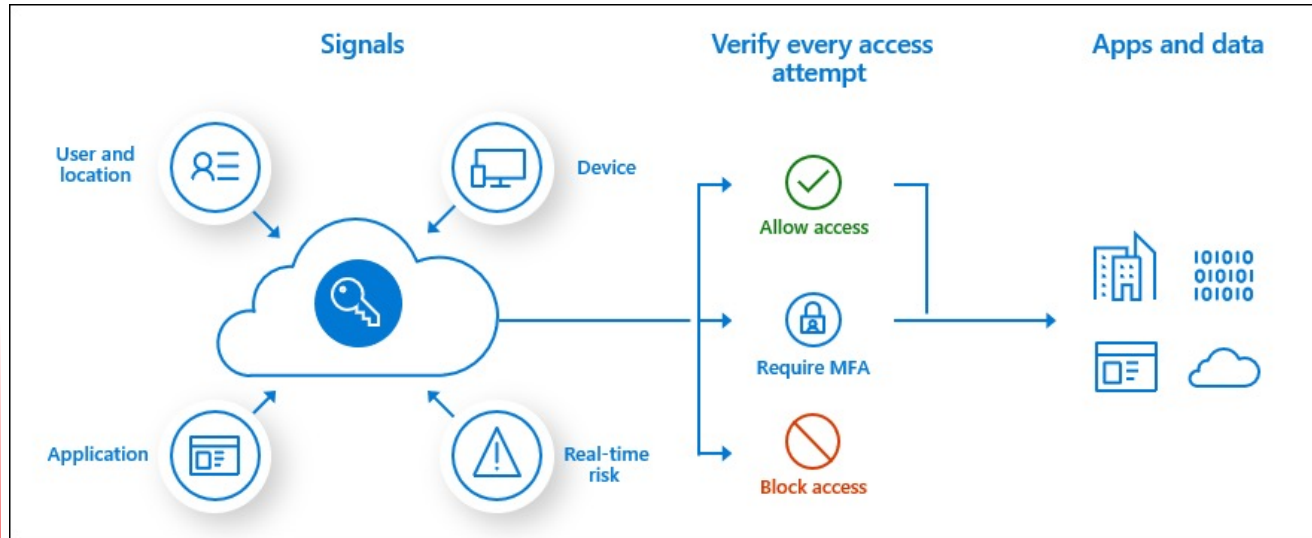 Signals
Verify every access
attempt
Apps and data
User and
location
Device
Allow access
101010
010101
101010
Require MFA
Application
Real-time
risk
Block access